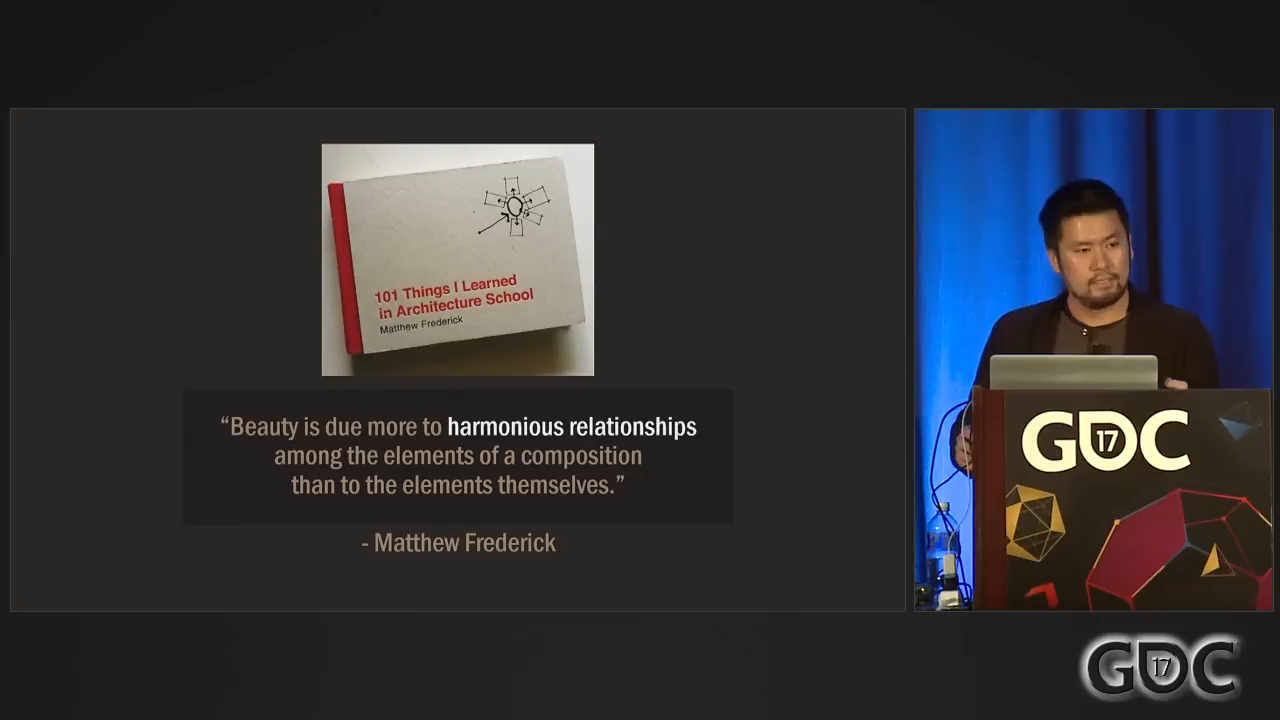 101 Things I Learned
in Architecture School
Matthew Frederick
“Beauty is due more to harmonious relationships
among the elements of a composition
than to the elements themselves.”
- Matthew Frederick
GDC
17
GDC
17